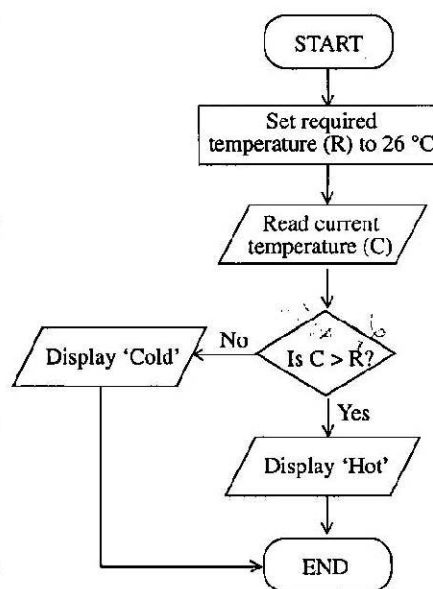 START
Set required
temperature (R) to 26 °C
Read current
temperature (C)
Is C > R?
No
Display ‘Cold’
Yes
Display ‘Hot’
END